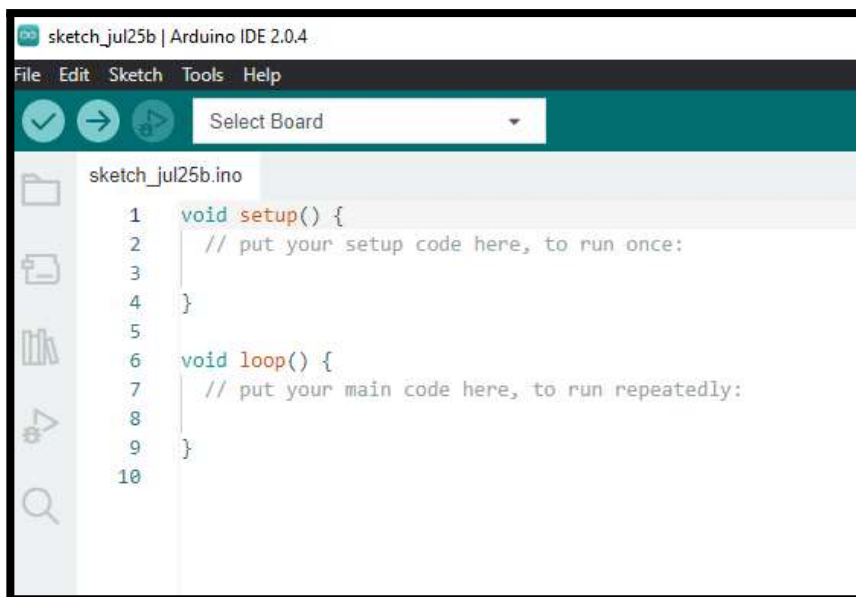 sketch_jul25b | Arduino IDE 2.0.4
File Edit Sketch Tools Help
Select Board
sketch_jul25b.ino
1 void setup() {
2 // put your setup code here, to run once:
3
4 }
5
6 void loop() {
7 // put your main code here, to run repeatedly:
8
9 }
10